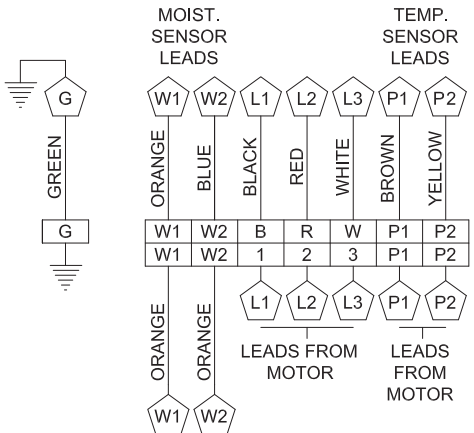 MOIST. SENSOR LEADS
TEMP. SENSOR LEADS
G W1 W2 L1 L2 L3 P1 P2
GREEN ORANGE BLUE BLACK RED WHITE BROWN YELLOW
G W1 W2 B R W P1 P2
W1 W2 1 2 3 P1 P2
L1 L2 L3 P1 P2
ORANGE ORANGE
LEADS FROM MOTOR
LEADS FROM MOTOR
W1 W2